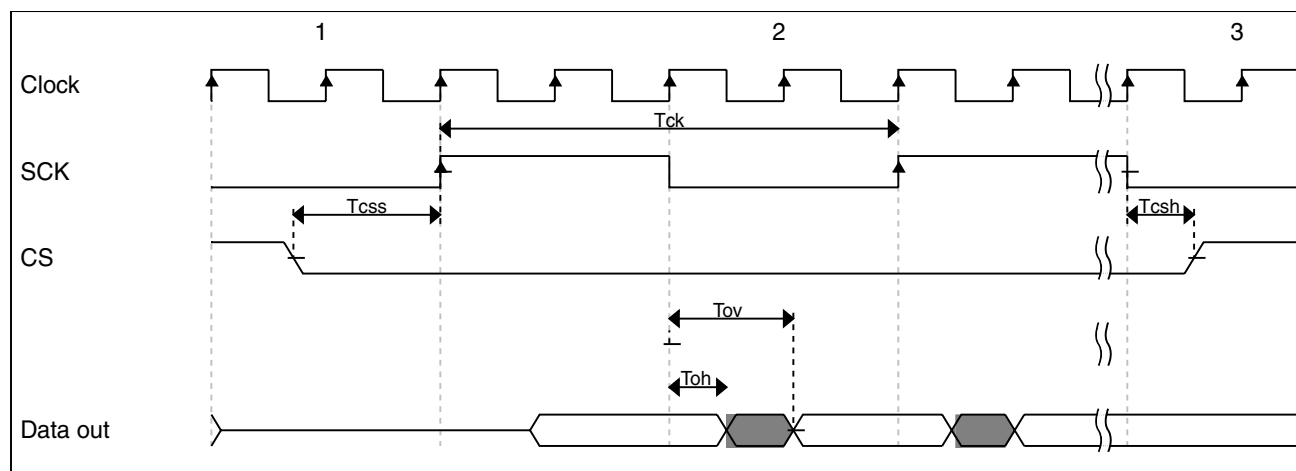 1 2 3
Clock
Tck
SCK
Tcss Tcsh
CS
Tov
Toh
Data out